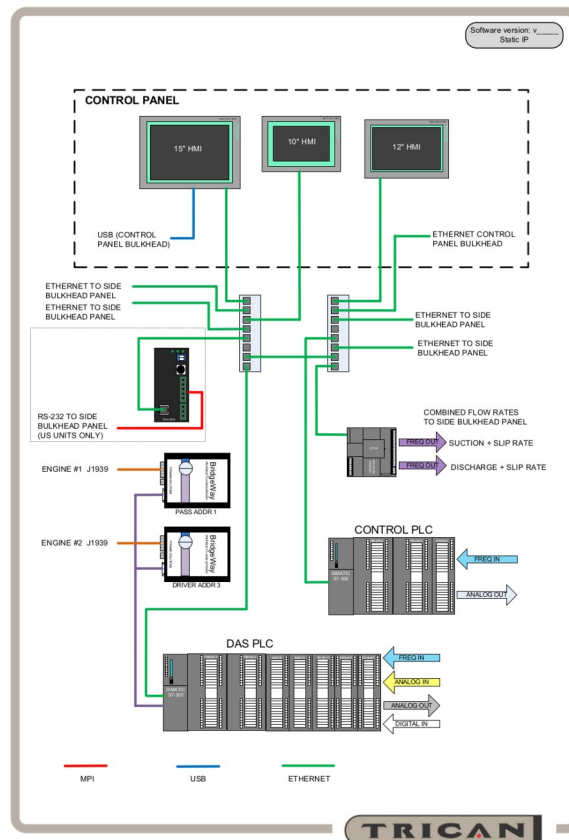 Software version: v_____
Static IP
CONTROL PANEL
15" HMI
10" HMI
12" HMI
USB (CONTROL
PANEL BULKHEAD)
ETHERNET CONTROL
PANEL BULKHEAD
ETHERNET TO SIDE
BULKHEAD PANEL
ETHERNET TO SIDE
BULKHEAD PANEL
ETHERNET TO SIDE
BULKHEAD PANEL
ETHERNET TO SIDE
BULKHEAD PANEL
RS-232 TO SIDE
BULKHEAD PANEL
(US UNITS ONLY)
COMBINED FLOW RATES
TO SIDE BULKHEAD PANEL
FREQ OUT
SUCTION + SLIP RATE
FREQ OUT
DISCHARGE + SLIP RATE
ENGINE #1 J1939
BridgeWay
PASS ADDR 1
ENGINE #2 J1939
BridgeWay
DRIVER ADDR 3
CONTROL PLC
SIMATIC
S7-300
FREQ IN
ANALOG OUT
DAS PLC
SIMATIC
S7-300
FREQ IN
ANALOG IN
ANALOG OUT
DIGITAL IN
MPI
USB
ETHERNET
TRICAN